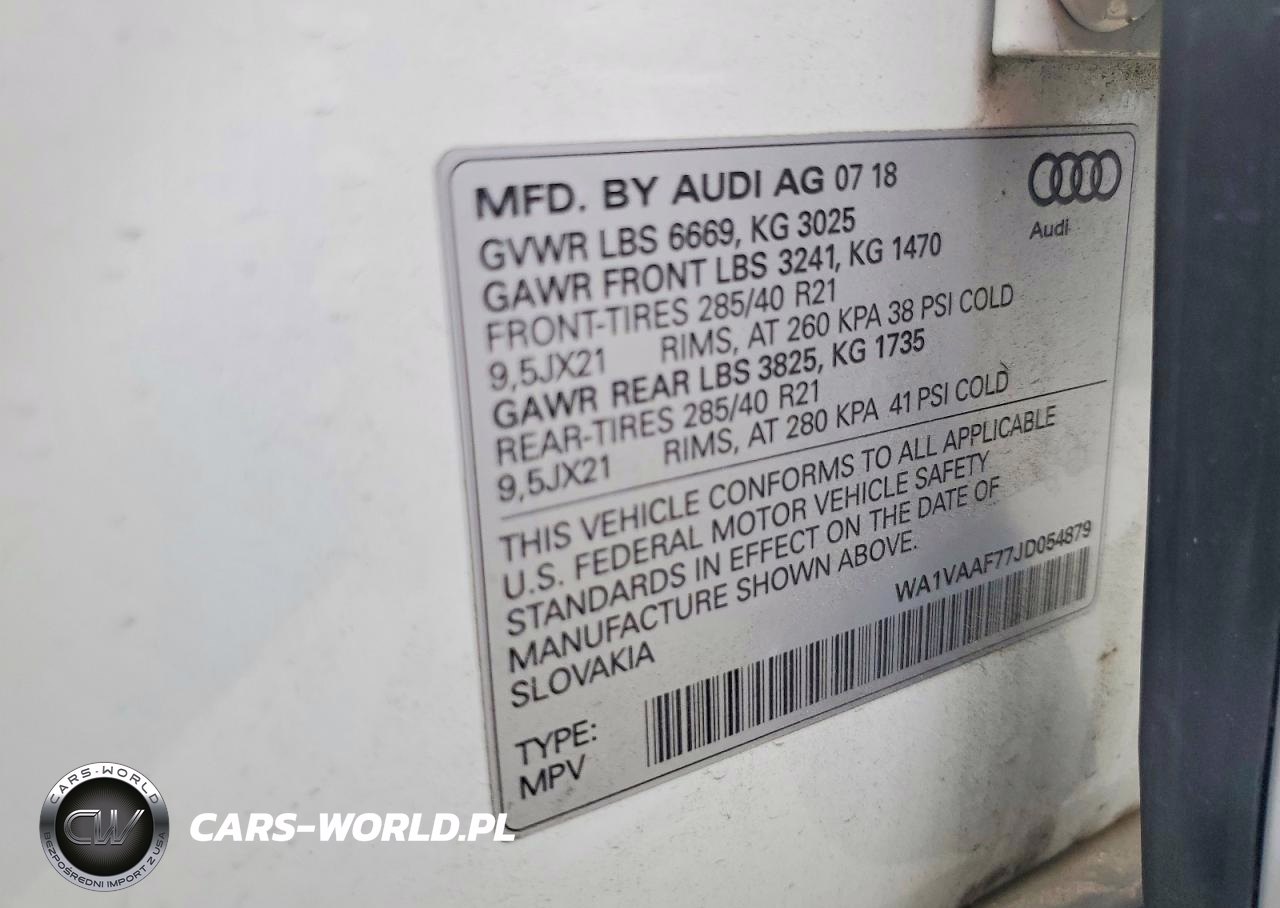 MFD. BY AUDI AG 07 18
Audi
GVWR LBS 6669, KG 3025
GAWR FRONT LBS 3241, KG 1470
FRONT-TIRES 285/40 R21
9,5JX21 RIMS, AT 260 KPA 38 PSI COLD
GAWR REAR LBS 3825, KG 1735
REAR-TIRES 285/40 R21
9,5JX21 RIMS, AT 280 KPA 41 PSI COLD
THIS VEHICLE CONFORMS TO ALL APPLICABLE
U.S. FEDERAL MOTOR VEHICLE SAFETY
STANDARDS IN EFFECT ON THE DATE OF
MANUFACTURE SHOWN ABOVE.
SLOVAKIA
WA1VAAF77JD054879
TYPE:
MPV
CARS-WORLD
CW
BEZPOŚREDNI IMPORT Z USA
CARS-WORLD.PL